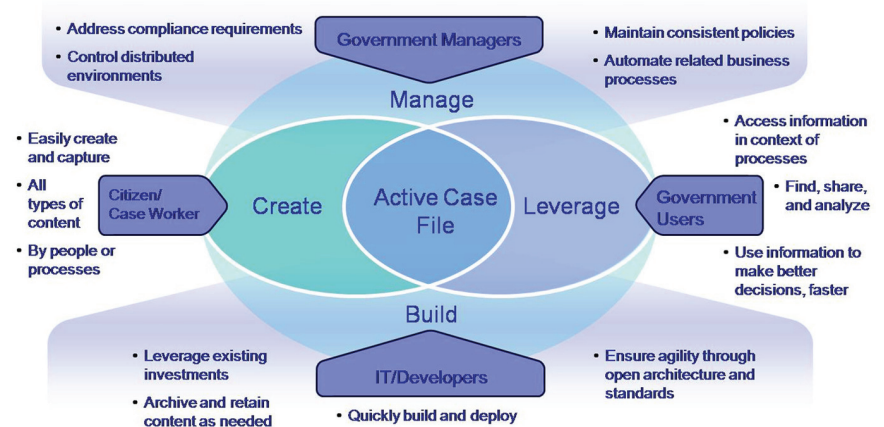 • Address compliance requirements
• Control distributed
environments
Government Managers
• Maintain consistent policies
• Automate related business
processes
Manage
• Easily create
and capture
• All
types of
content
• By people or
processes
Citizen/
Case Worker
Create
Active Case
File
Leverage
Government
Users
• Access information
in context of
processes
• Find, share,
and analyze
• Use information to
make better
decisions, faster
Build
IT/Developers
• Leverage existing
investments
• Archive and retain
content as needed
• Quickly build and deploy
• Ensure agility through
open architecture and
standards